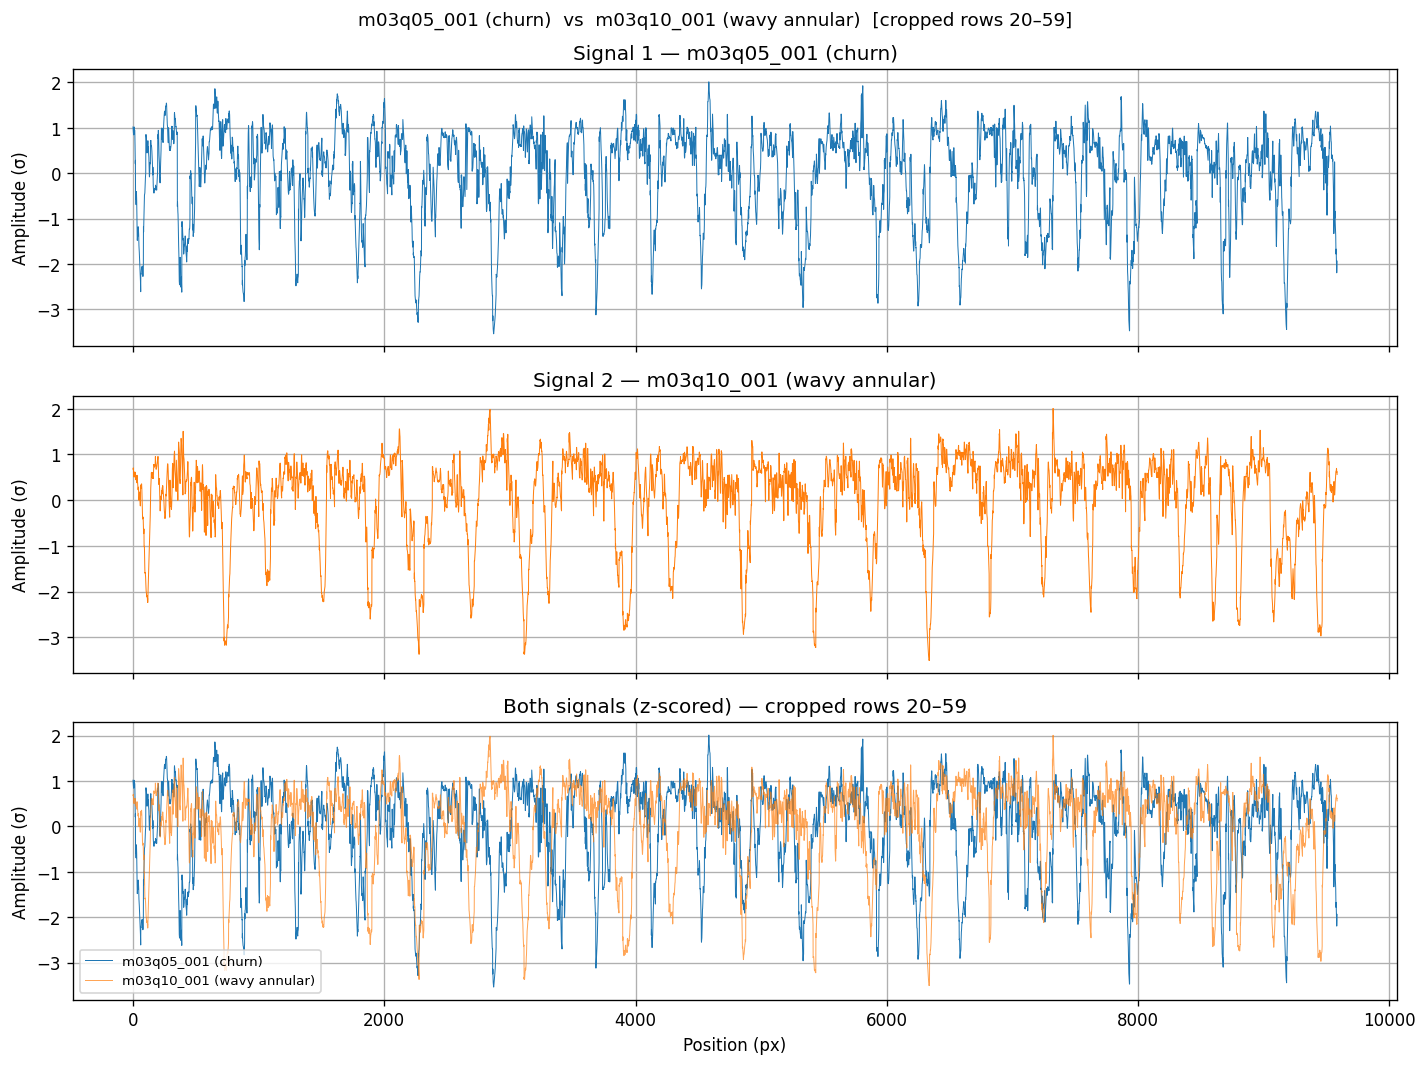 m03q05_001 (churn)  vs  m03q10_001 (wavy annular)  [cropped rows 20–59]
Signal 1 — m03q05_001 (churn)
2
1
0
−1
−2
−3
Amplitude (σ)
Signal 2 — m03q10_001 (wavy annular)
2
1
0
−1
−2
−3
Amplitude (σ)
Both signals (z-scored) — cropped rows 20–59
2
1
0
−1
−2
−3
Amplitude (σ)
m03q05_001 (churn)
m03q10_001 (wavy annular)
0 2000 4000 6000 8000 10000
Position (px)